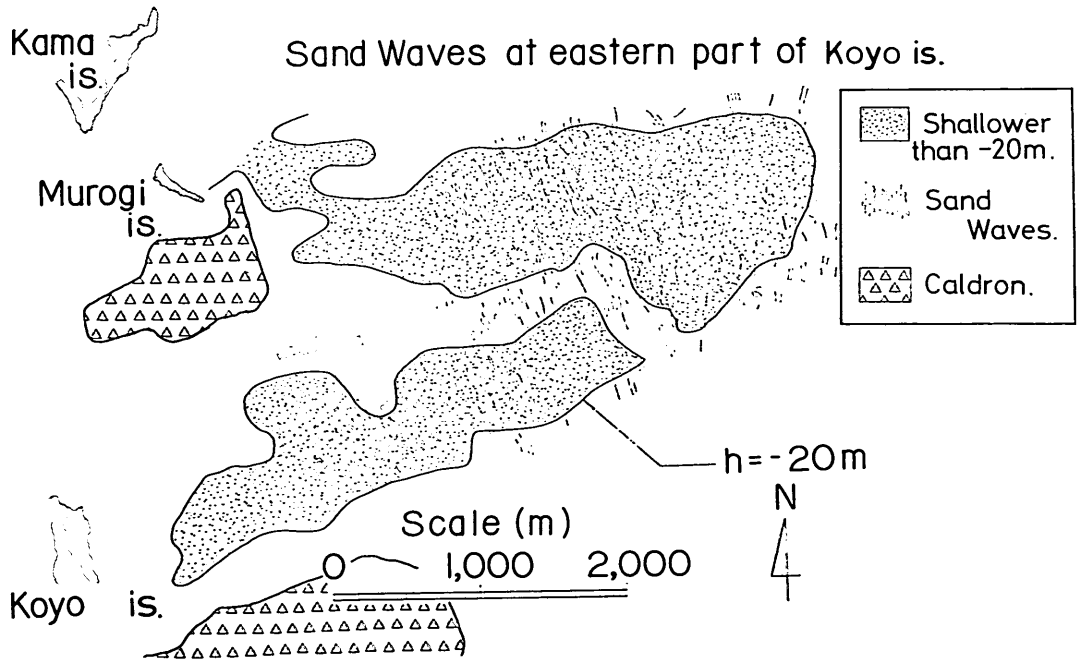 Kama
is.
Sand Waves at eastern part of Koyo is.
Shallower
than -20m.
Sand
Waves.
Caldron.
Murogi
is.
h=-20m
N
Scale (m)
0 1,000 2,000
Koyo is.